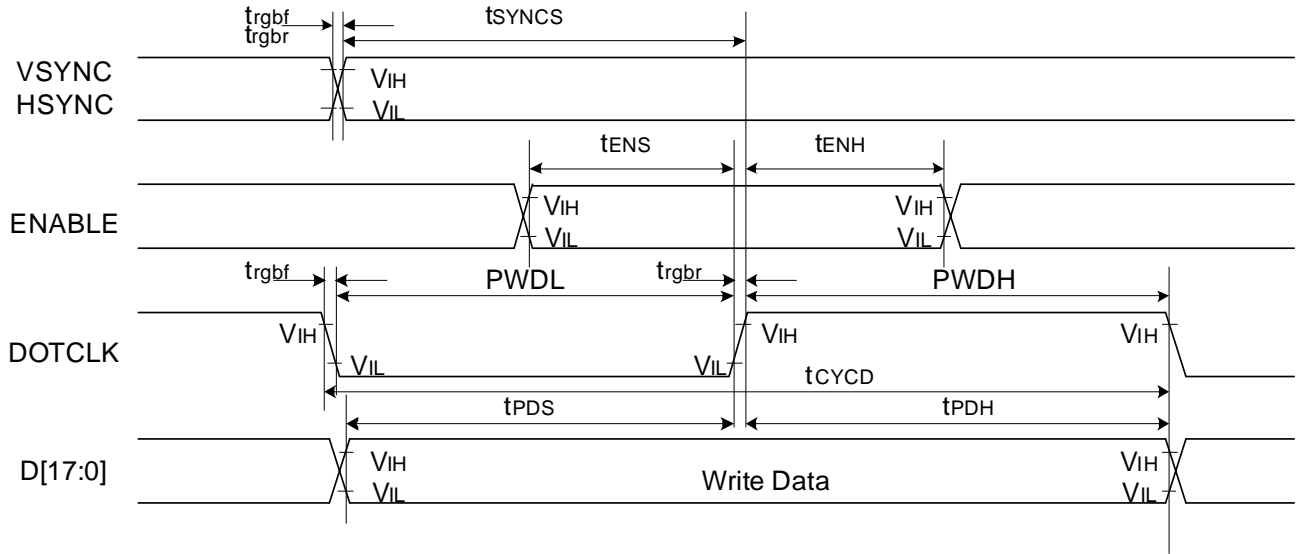 trgbf
trgbr
tSYNCS
VSYNC
HSYNC
VIH
VIL
tENS
tENH
ENABLE
VIH
VIL
VIH
VIL
trgbf
PWDL
trgbr
PWDH
DOTCLK
VIH
VIL
VIL
VIH
VIH
tCYCD
tPDS
tPDH
D[17:0]
VIH
VIL
Write Data
VIH
VIL